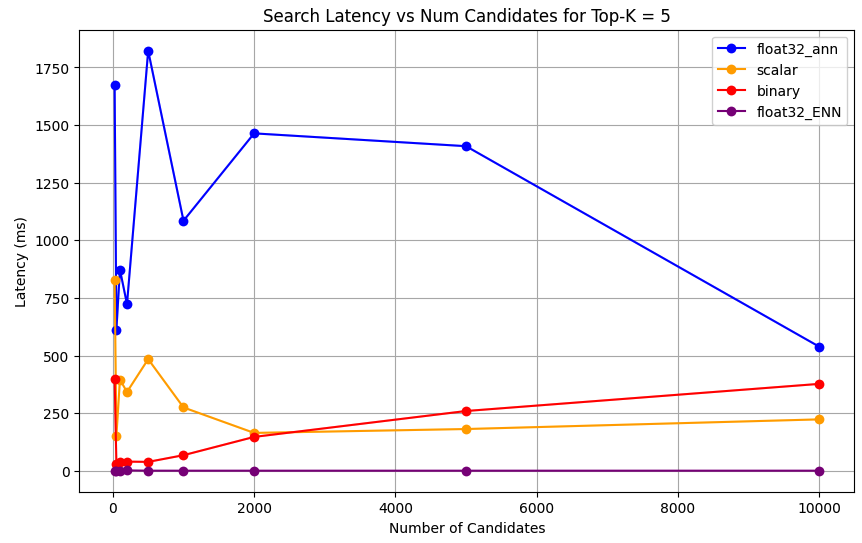 Search Latency vs Num Candidates for Top-K = 5
float32_ann
scalar
binary
float32_ENN
Latency (ms)
1750
1500
1250
1000
750
500
250
0
0 2000 4000 6000 8000 10000
Number of Candidates